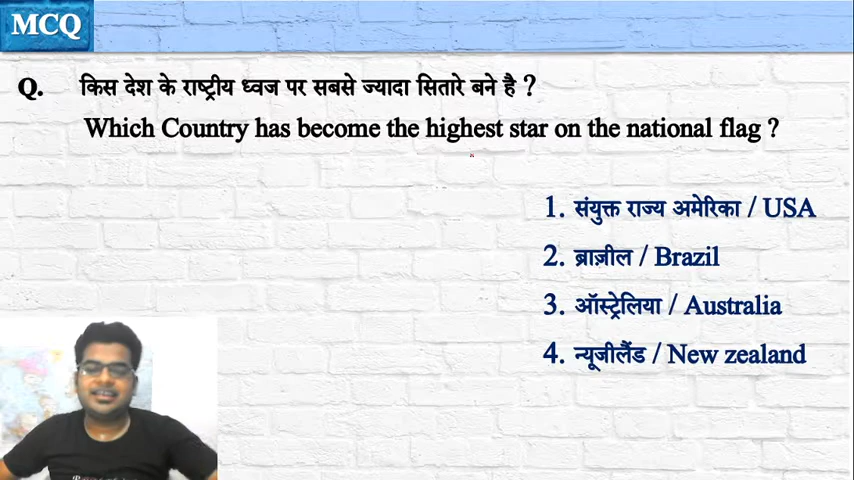 MCQ
Q. किस देश के राष्ट्रीय ध्वज पर सबसे ज्यादा सितारे बने है ?
Which Country has become the highest star on the national flag ?
1. संयुक्त राज्य अमेरिका / USA
2. ब्राज़ील / Brazil
3. ऑस्ट्रेलिया / Australia
4. न्यूजीलैंड / New zealand